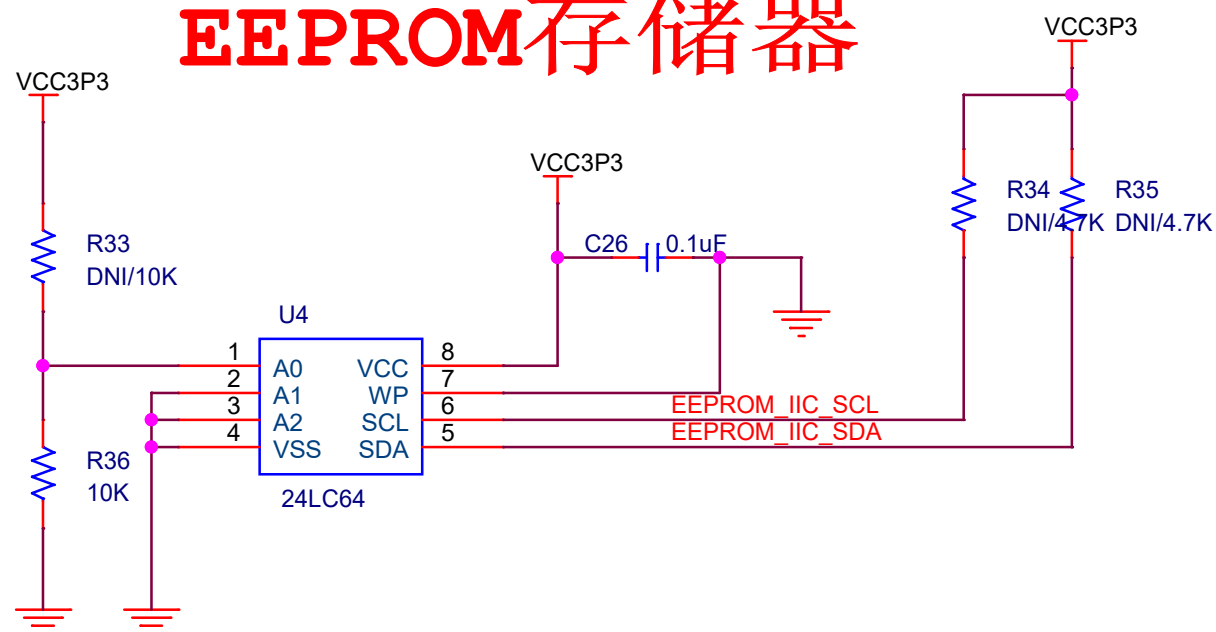 EEPROM存储器
VCC3P3
VCC3P3
VCC3P3
R33
DNI/10K
C26
0.1uF
R34
DNI/4.7K
R35
DNI/4.7K
U4
1
A0
VCC
8
2
A1
WP
7
3
A2
SCL
6
EEPROM_IIC_SCL
4
VSS
SDA
5
EEPROM_IIC_SDA
24LC64
R36
10K